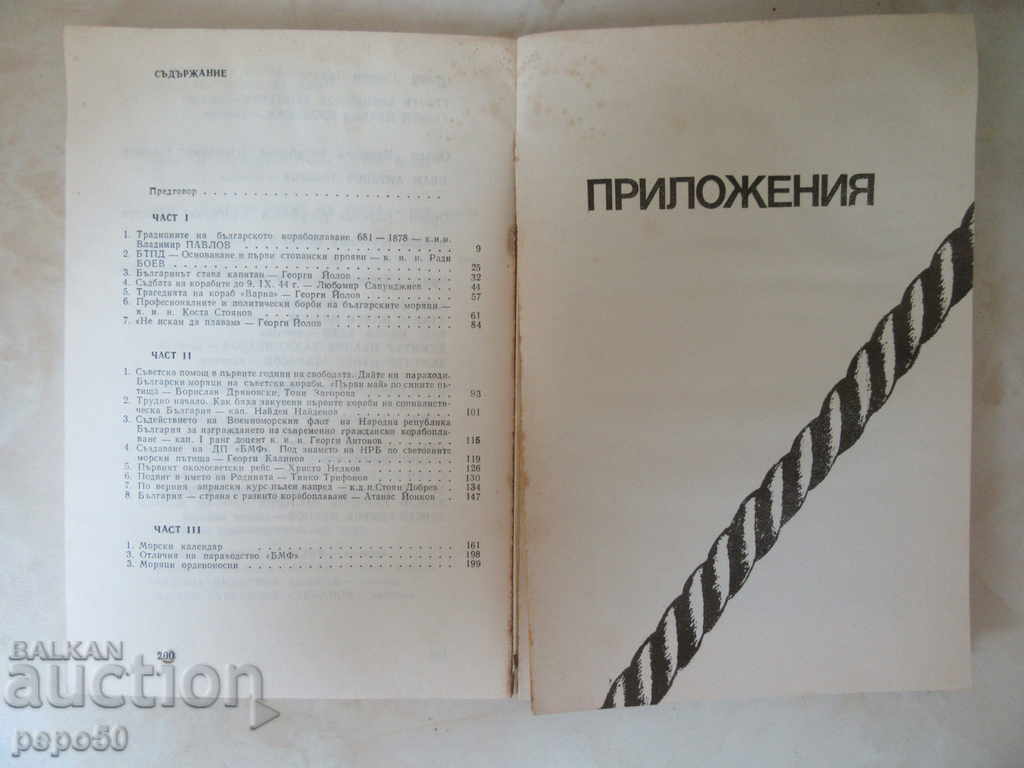 СЪДЪРЖАНИЕ
Предговор
ЧАСТ I
1. Традициите на българското корабоплаване 681—1878 — к.и.н.
Владимир ПАВЛОВ 9
2. БТПД — Основаване и първи стопански прояви — к. и. н. Ради
БОЕВ 25
3. Българинът става капитан — Георги Йолов 32
4. Съдбата на корабите до 9. IX. 44 г. — Любомир Сапунджиев 44
5. Трагедията на кораб «Варна» — Георги Йолов 57
6. Професионалните и политически борби на българските моряци —
к. и. н. Коста Стоянов 61
7. «Не искам да плавам» — Георги Йолов 84
ЧАСТ II
1. Съветска помощ в първите години на свободата. Дайте ни параходи.
Български моряци на съветски кораби. «Първи май» по сините пъ-
тища — Борислав Дряновски, Тони Загорова 93
2. Трудно начало. Как бяха закупени първите кораби на социалисти-
ческа България — кап. Найден Найденов 101
3. Съдействието на Военноморския флот на Народна република
България за изграждането на съвременно гражданско корабопла-
ване — кап. I ранг доцент к. и. н. Георги Антонов 115
4. Създаване на ДП «БМФ». Под знамето на НРБ по световните
морски пътища — Георги Калинов 119
5. Първият околосветски рейс — Христо Недков 126
6. Подвиг в името на Родината — Тинко Трифонов 130
7. По верния априлски курс пълен напред — к.д.п. Стоян Добрев 134
8. България — страна с развито корабоплаване — Атанас Йонков 147
ЧАСТ III
1. Морски календар 161
3. Отличия на параходство «БМФ» 198
3. Моряци орденоносци 199
200
ПРИЛОЖЕНИЯ
BALKAN
auction
papo50